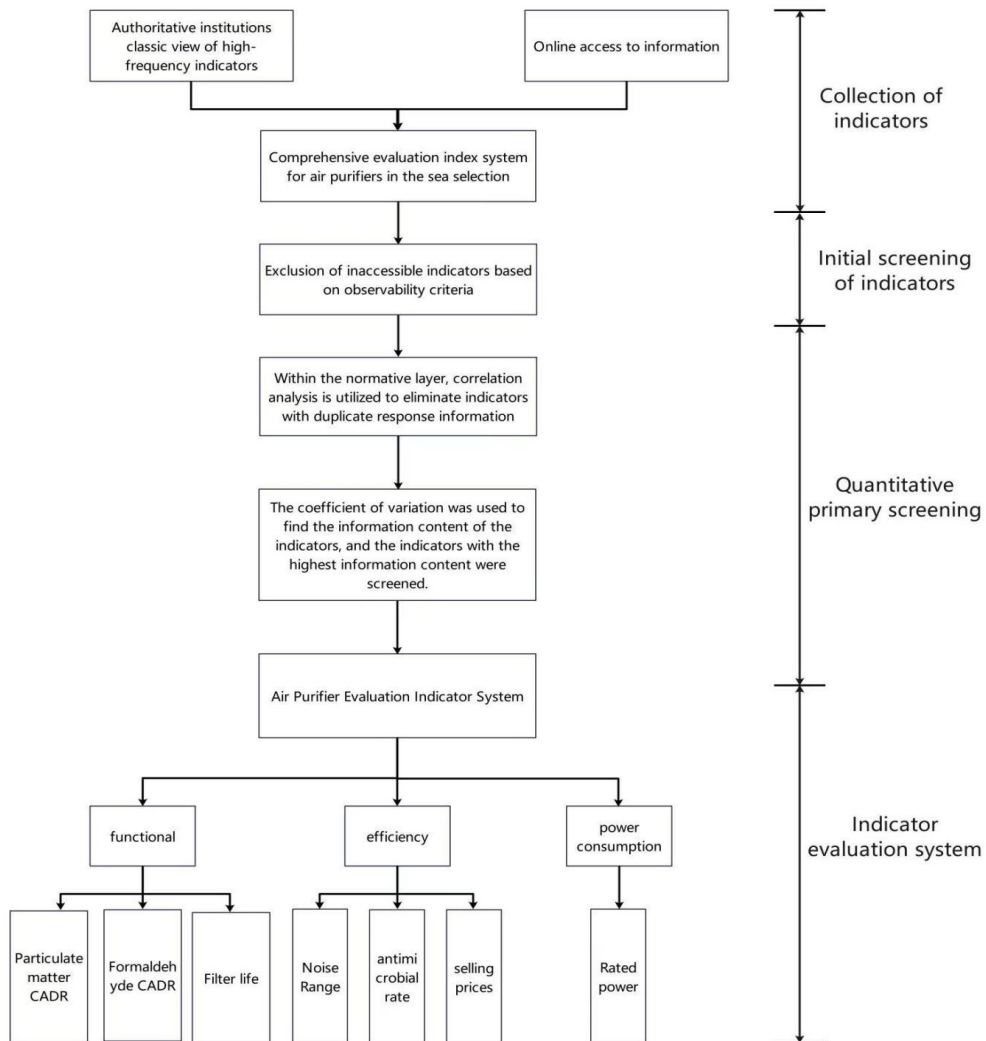 Authoritative institutions
classic view of high-
frequency indicators
Online access to information
Collection of
indicators
Comprehensive evaluation index system
for air purifiers in the sea selection
Exclusion of inaccessible indicators based
on observability criteria
Initial screening
of indicators
Within the normative layer, correlation
analysis is utilized to eliminate indicators
with duplicate response information
The coefficient of variation was used to
find the information content of the
indicators, and the indicators with the
highest information content were
screened.
Quantitative
primary screening
Air Purifier Evaluation Indicator System
functional
efficiency
power
consumption
Indicator
evaluation system
Particulate
matter
CADR
Formaldeh
yde CADR
Filter life
Noise
Range
antimi
crobial
rate
selling
prices
Rated
power